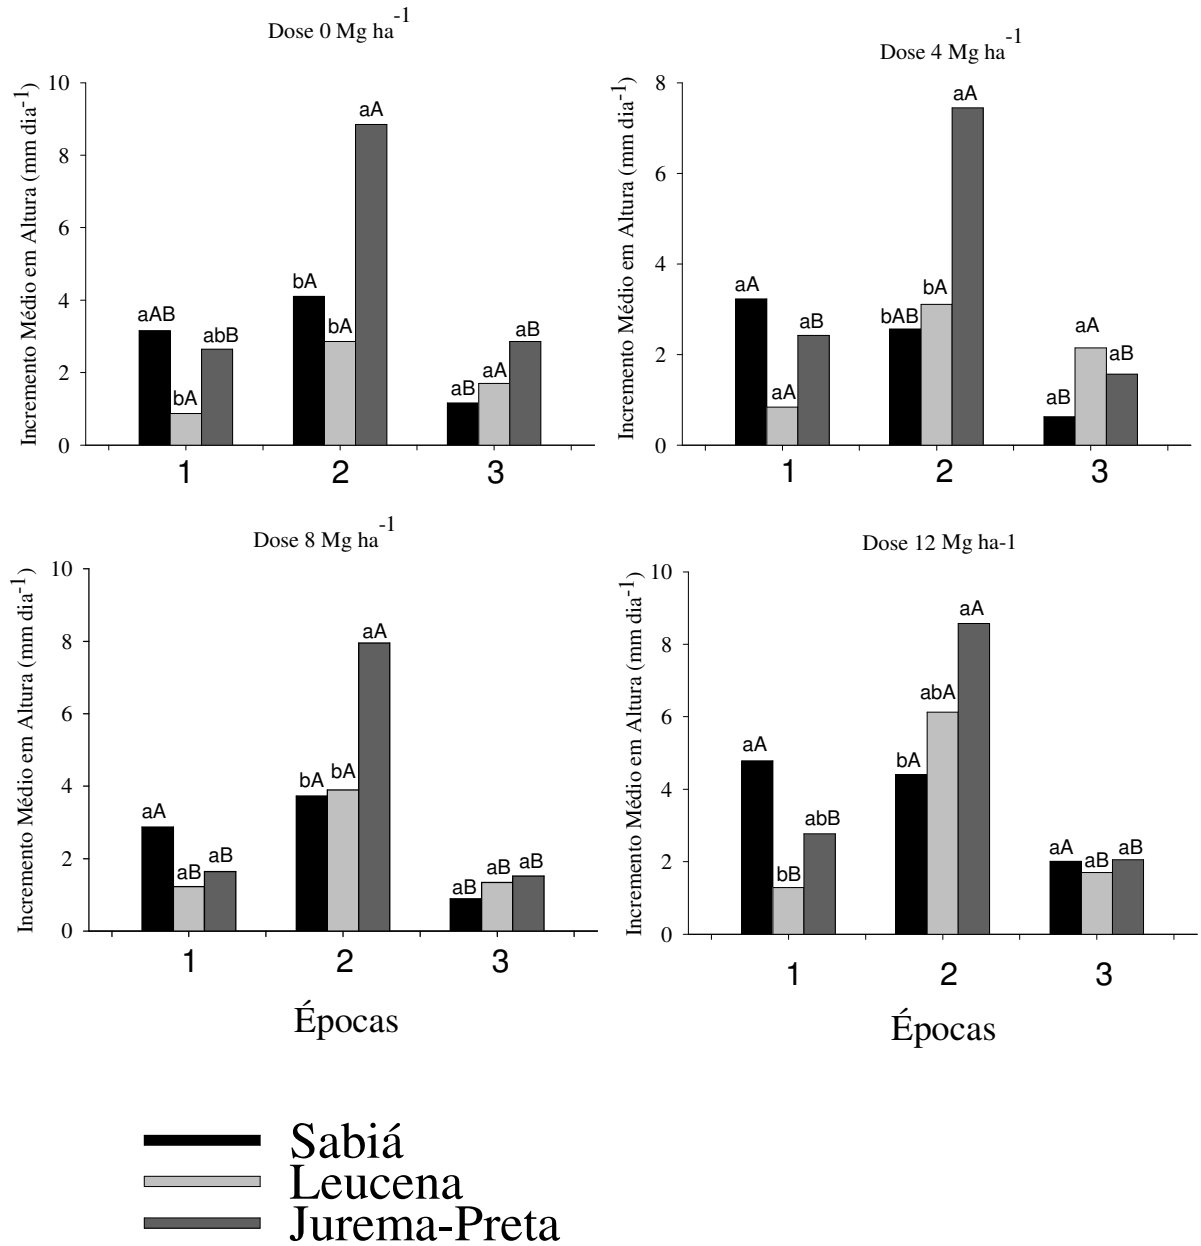 Dose 0 Mg ha-1
Incremento Médio em Altura (mm dia-1)
10
8
6
4
2
0
aAB
bA
abB
bA
bA
aA
aB
aA
aB
1 2 3
Dose 4 Mg ha-1
Incremento Médio em Altura (mm dia-1)
8
6
4
2
0
aA
aA
aB
bAB
bA
aA
aB
aA
aB
1 2 3
Dose 8 Mg ha-1
Incremento Médio em Altura (mm dia-1)
10
8
6
4
2
0
aA
aB
aB
bA
bA
aA
aB
aB
aB
1 2 3
Épocas
Dose 12 Mg ha-1
Incremento Médio em Altura (mm dia-1)
10
8
6
4
2
0
aA
bB
abB
bA
abA
aA
aA
aB
aB
1 2 3
Épocas
Sabiá
Leucena
Jurema-Preta